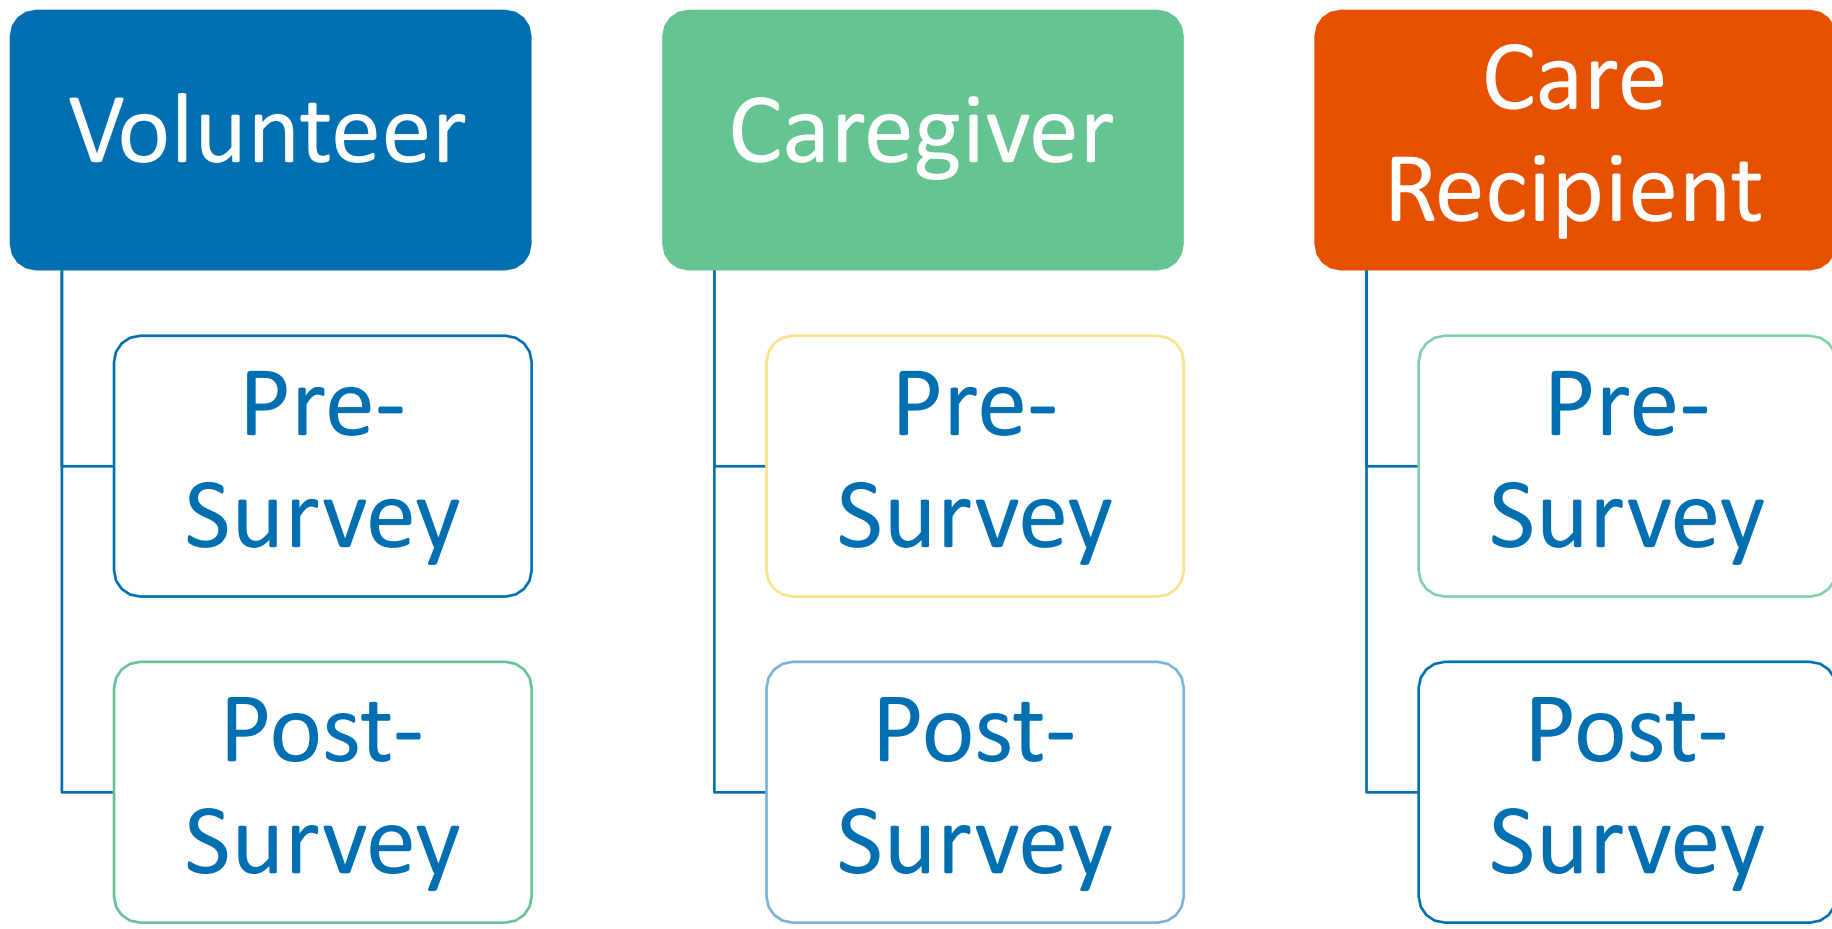 Volunteer
Pre-
Survey
Post-
Survey
Caregiver
Pre-
Survey
Post-
Survey
Care
Recipient
Pre-
Survey
Post-
Survey